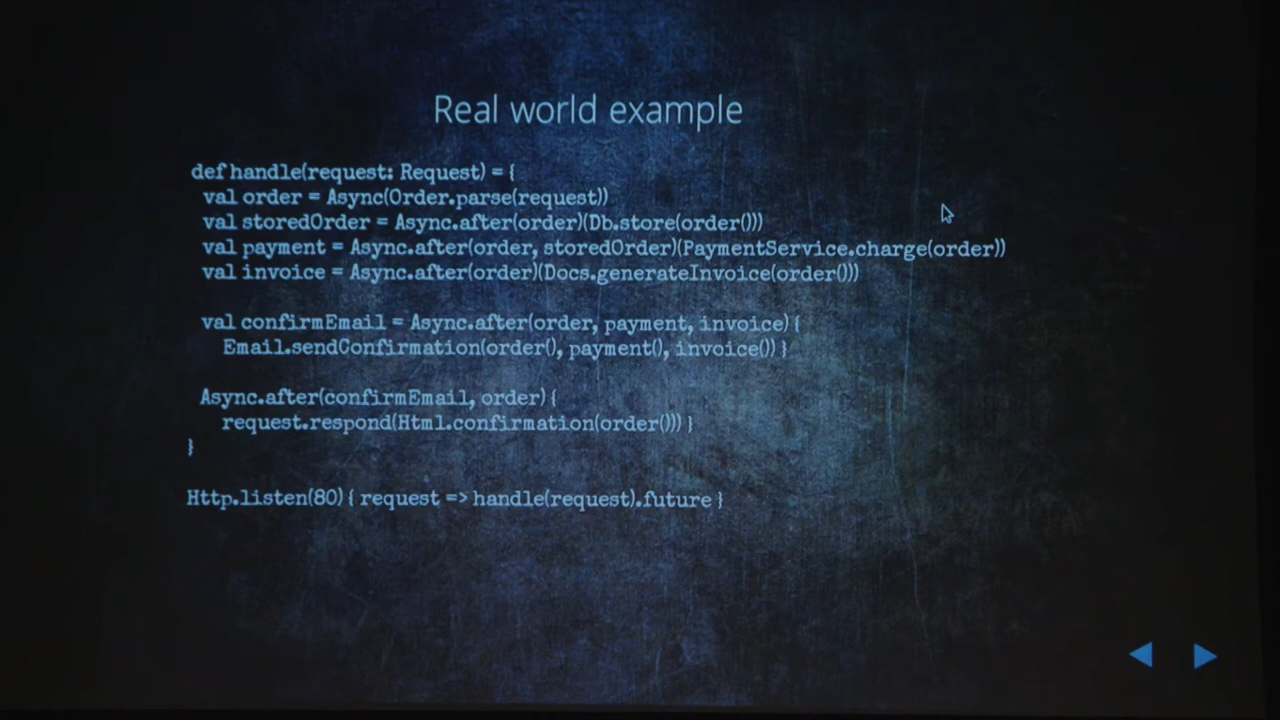 Real world example
def handle(request: Request) = {
val order = Async(Order.parse(request))
val storedOrder = Async.after(order)(Db.store(order()))
val payment = Async.after(order, storedOrder)(PaymentService.charge(order))
val invoice = Async.after(order)(Docs.generateInvoice(order()))
val confirmEmail = Async.after(order, payment, invoice) {
Email.sendConfirmation(order(), payment(), invoice()) }
Async.after(confirmEmail, order) {
request.respond(Html.confirmation(order())) }
}
Http.listen(80) { request => handle(request).future }